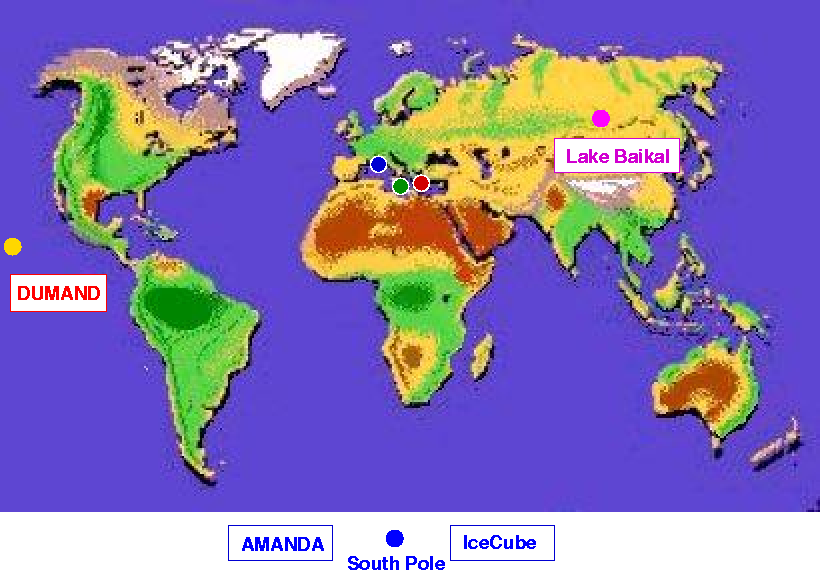 Lake Baikal
DUMAND
AMANDA
IceCube
South Pole